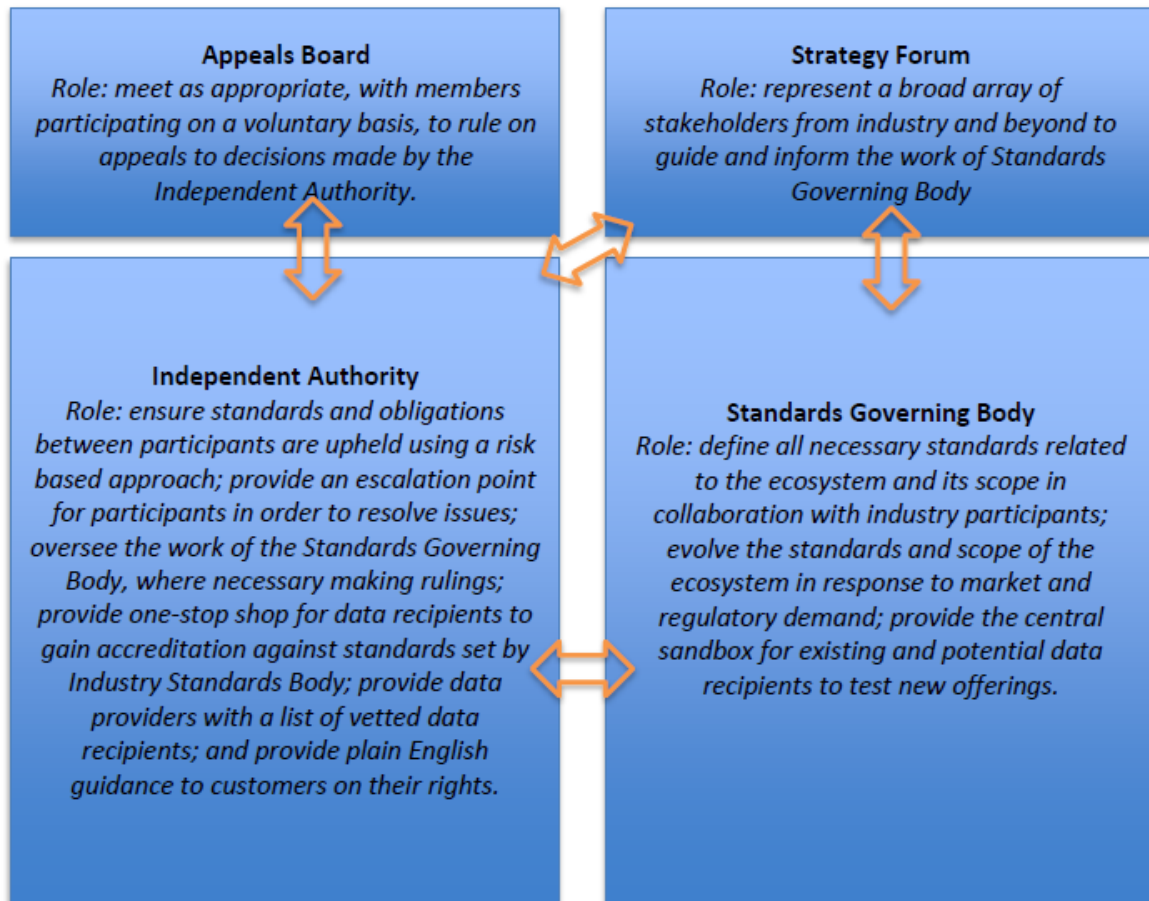 Appeals Board
Role: meet as appropriate, with members
participating on a voluntary basis, to rule on
appeals to decisions made by the
Independent Authority.
Strategy Forum
Role: represent a broad array of
stakeholders from industry and beyond to
guide and inform the work of Standards
Governing Body
Independent Authority
Role: ensure standards and obligations
between participants are upheld using a risk
based approach; provide an escalation point
for participants in order to resolve issues;
oversee the work of the Standards Governing
Body, where necessary making rulings;
provide one-stop shop for data recipients to
gain accreditation against standards set by
Industry Standards Body; provide data
providers with a list of vetted data
recipients; and provide plain English
guidance to customers on their rights.
Standards Governing Body
Role: define all necessary standards related
to the ecosystem and its scope in
collaboration with industry participants;
evolve the standards and scope of the
ecosystem in response to market and
regulatory demand; provide the central
sandbox for existing and potential data
recipients to test new offerings.